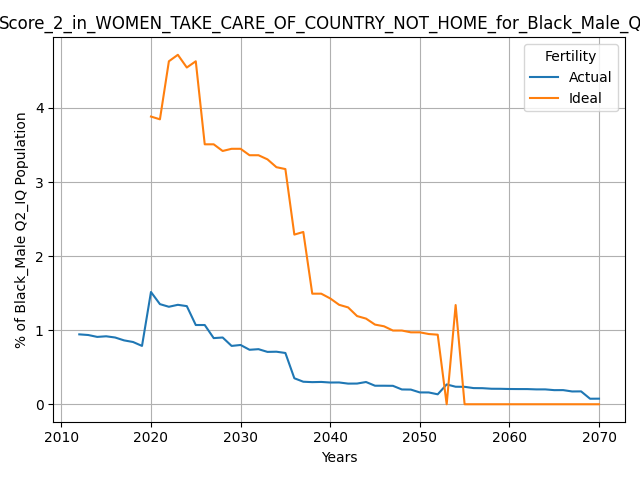 Score_2_in_WOMEN_TAKE_CARE_OF_COUNTRY_NOT_HOME_for_Black_Male_Q
Fertility
Actual
Ideal
% of Black_Male Q2_IQ Population
4
3
2
1
0
2010 2020 2030 2040 2050 2060 2070
Years